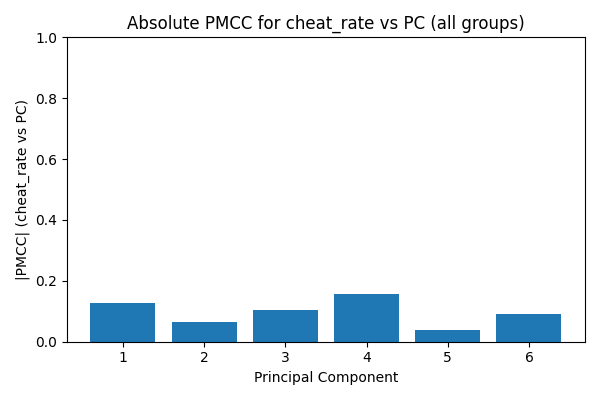 Absolute PMCC for cheat_rate vs PC (all groups)
|PMCC| (cheat_rate vs PC)
1.0
0.8
0.6
0.4
0.2
0.0
1 2 3 4 5 6
Principal Component